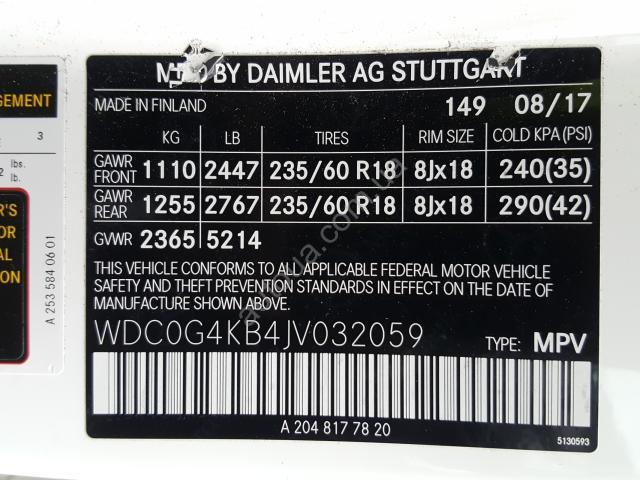 MFD BY DAIMLER AG STUTTGART
MADE IN FINLAND 149 08/17
KG LB TIRES RIM SIZE COLD KPA (PSI)
GAWR FRONT 1110 2447 235/60 R18 8Jx18 240(35)
GAWR REAR 1255 2767 235/60 R18 8Jx18 290(42)
GVWR 2365 5214
THIS VEHICLE CONFORMS TO ALL APPLICABLE FEDERAL MOTOR VEHICLE
SAFETY AND THEFT PREVENTION STANDARDS IN EFFECT ON THE DATE OF
MANUFACTURE SHOWN ABOVE.
WDC0G4KB4JV032059 TYPE: MPV
A 204 817 78 20
5130593
3
lbs.
lb.
A 253 584 06 01